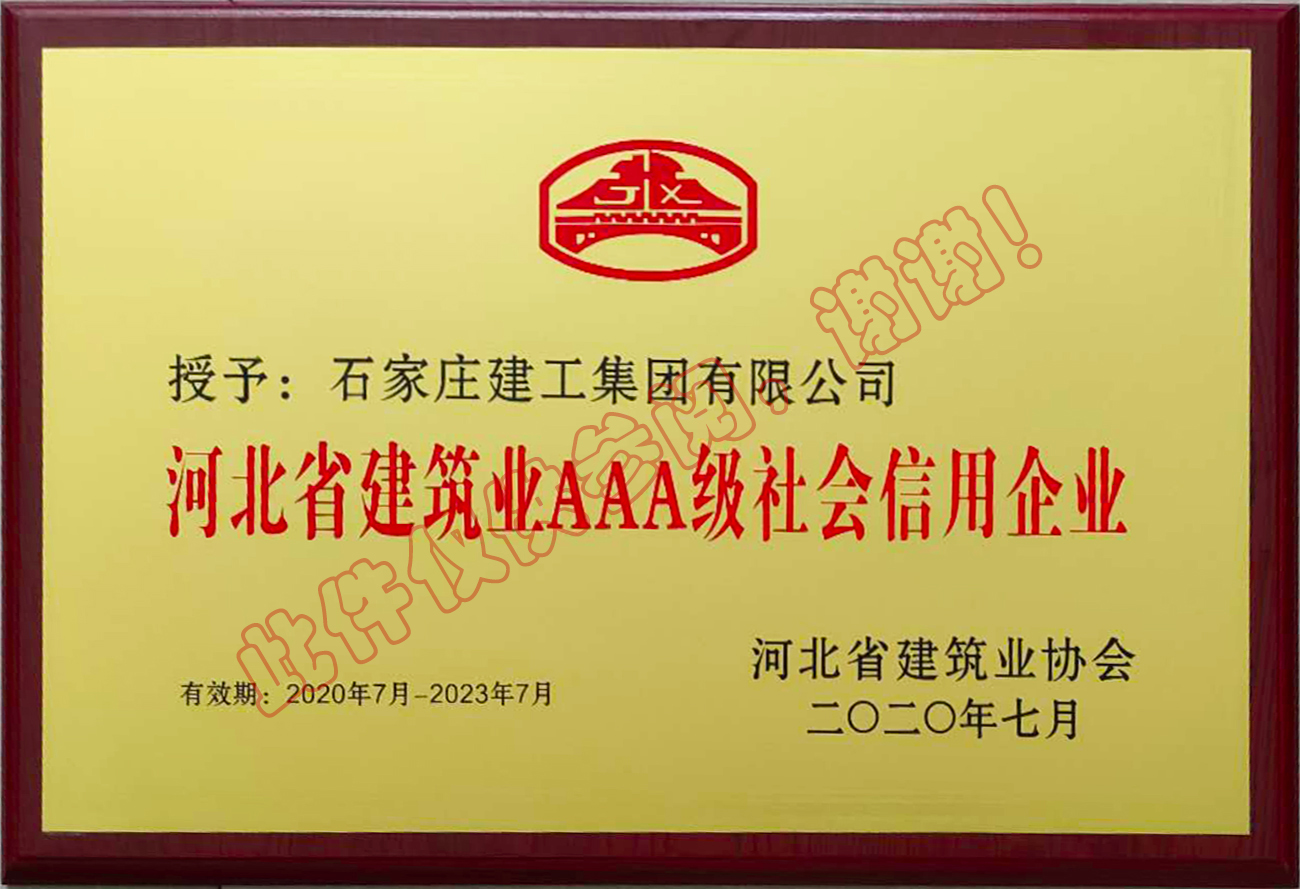 JX
授予：石家庄建工集团有限公司
河北省建筑业AAA级社会信用企业
有效期：2020年7月-2023年7月
河北省建筑业协会
二〇二〇年七月
此件仅供参阅．谢谢！